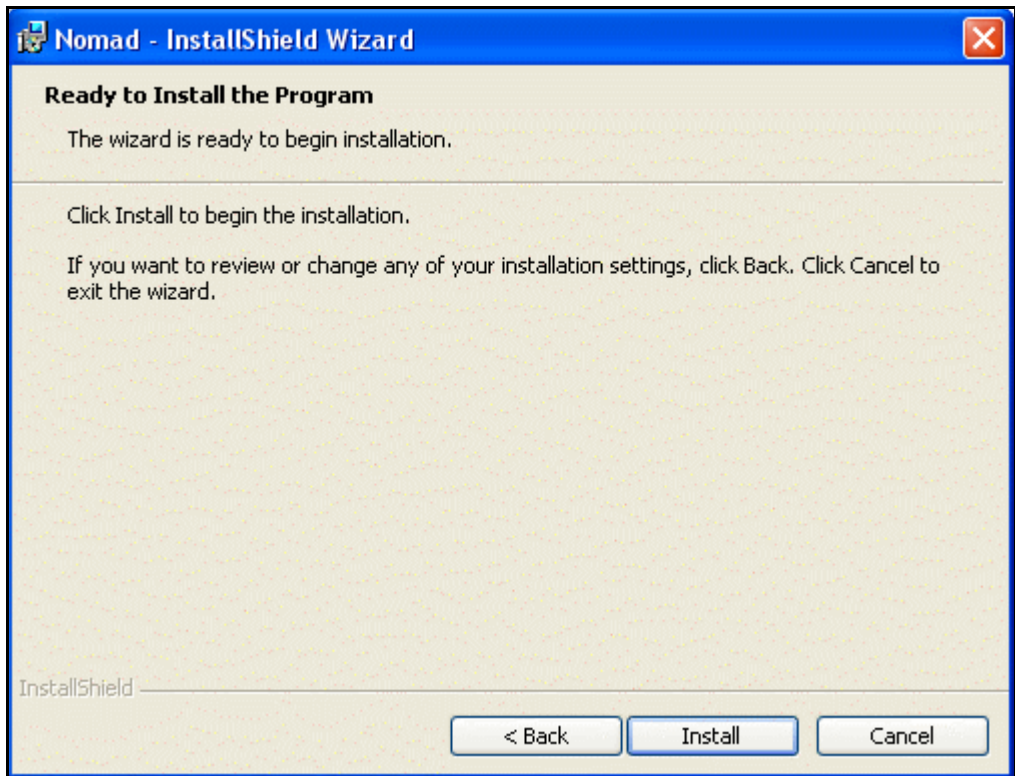 Nomad - InstallShield Wizard
Ready to Install the Program
The wizard is ready to begin installation.
Click Install to begin the installation.
If you want to review or change any of your installation settings, click Back. Click Cancel to
exit the wizard.
InstallShield
< Back Install Cancel